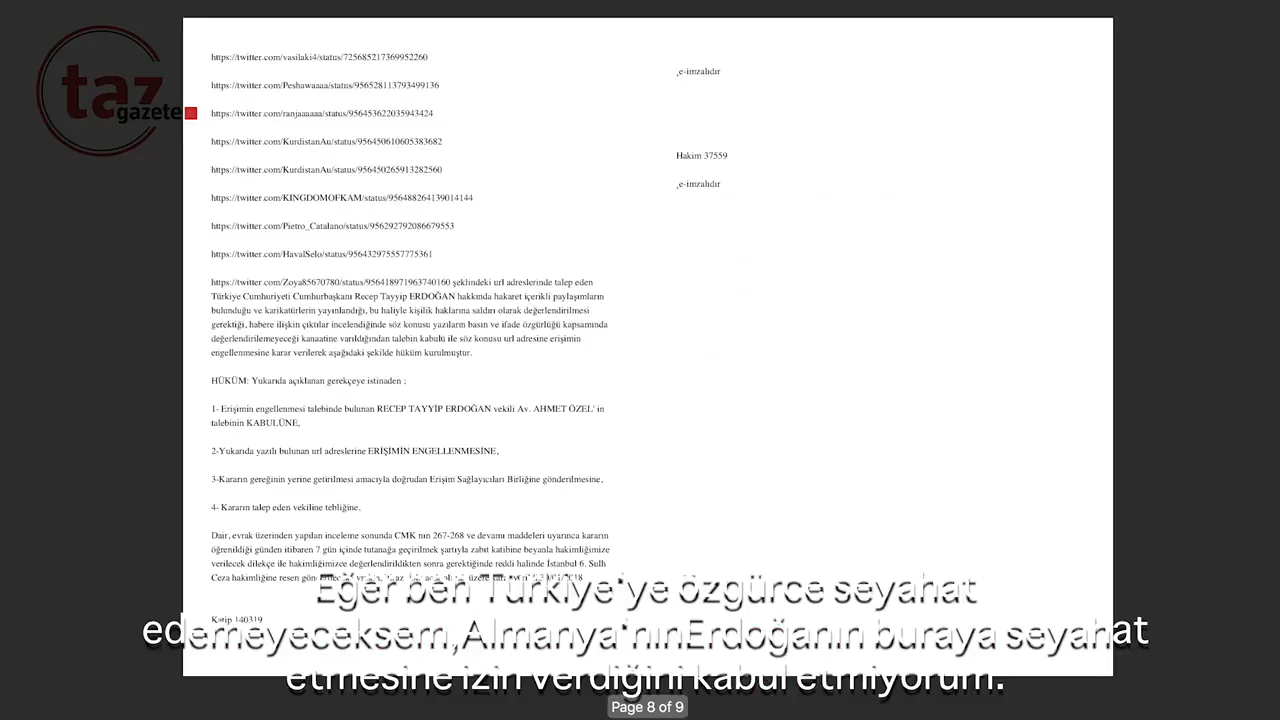 taz
gazete
https://twitter.com/vasilaki4/status/725685217369952260
https://twitter.com/Peshawaaaa/status/956528113793499136
https://twitter.com/ranjaaaaaa/status/956453622035943424
https://twitter.com/KurdistanAu/status/956450610605383682
https://twitter.com/KurdistanAu/status/956450265913282560
https://twitter.com/KINGDOMOFKAM/status/956488264139014144
https://twitter.com/Pietro_Catalano/status/956292792086679553
https://twitter.com/HavalSelo/status/956432975557775361
https://twitter.com/Zoya85670780/status/956418971963740160 şeklindeki url adreslerinde talep eden
Türkiye Cumhuriyeti Cumhurbaşkanı Recep Tayyip ERDOĞAN hakkında hakaret içerikli paylaşımların
bulunduğu ve karikatürlerin yayınlandığı, bu haliyle kişilik haklarına saldırı olarak değerlendirilmesi
gerektiği, habere ilişkin çıktılar incelendiğinde söz konusu yazıların basın ve ifade özgürlüğü kapsamında
değerlendirilemeyeceği kanaatine varıldığından talebin kabulü ile söz konusu url adresine erişimin
engellenmesine karar verilerek aşağıdaki şekilde hüküm kurulmuştur.
HÜKÜM: Yukarıda açıklanan gerekçeye istinaden ;
1- Erişimin engellenmesi talebinde bulunan RECEP TAYYİP ERDOĞAN vekili Av. AHMET ÖZEL' in
talebinin KABULÜNE,
2-Yukarıda yazılı bulunan url adreslerine ERİŞİMİN ENGELLENMESİNE,
3-Kararın gereğinin yerine getirilmesi amacıyla doğrudan Erişim Sağlayıcıları Birliğine gönderilmesine,
4- Kararın talep eden vekiline tebliğine,
Dair, evrak üzerinden yapılan inceleme sonunda CMK nın 267-268 ve devamı maddeleri uyarınca kararın
öğrenildiği günden itibaren 7 gün içinde tutanağa geçirilmek şartıyla zabıt katibine beyanla hakimliğimize
verilecek dilekçe ile hakimliğimizce değerlendirildikten sonra gerektiğinde reddi halinde İstanbul 6. Sulh
Ceza hakimliğine resen
Katip 140319
¸e-imzalıdır
Hakim 37559
¸e-imzalıdır
Eğer ben Türkiye'ye özgürce seyahat
edemeyeceksem,Almanya'nınErdoğanın buraya seyahat
etmesine izin verdiğini kabul etmiyorum.
Page 8 of 9